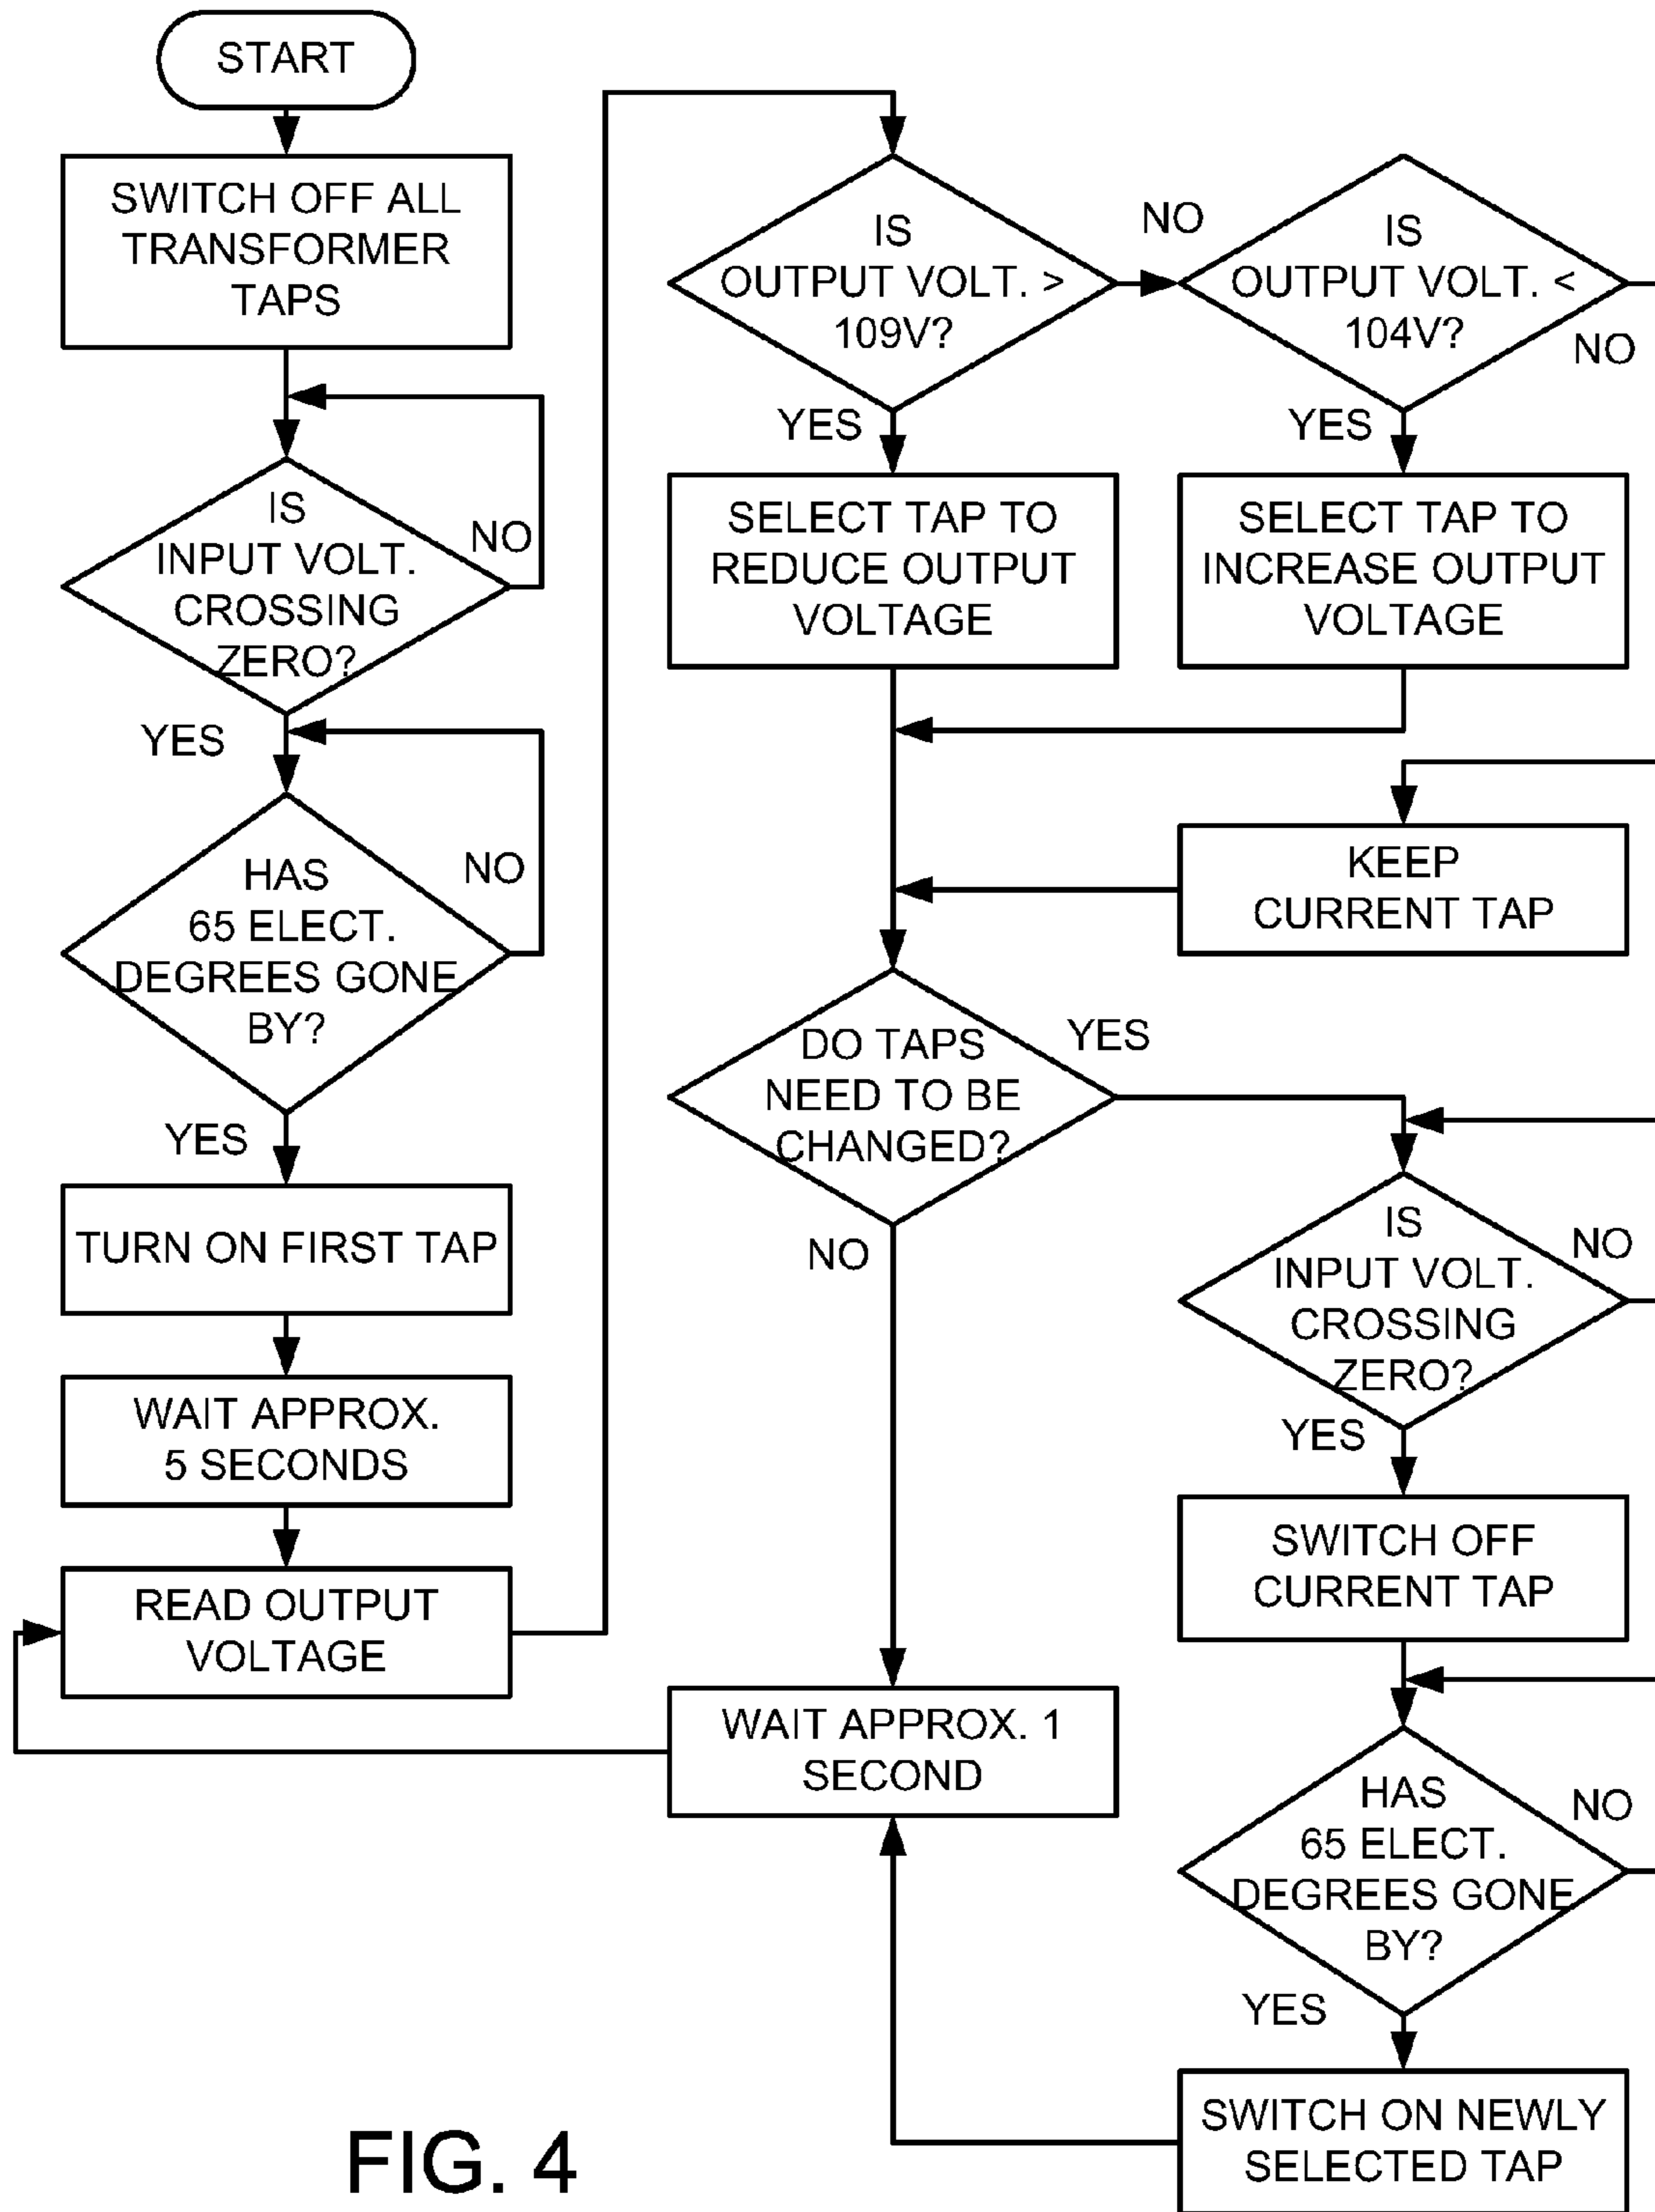 START
SWITCH OFF ALL
TRANSFORMER
TAPS
IS
INPUT VOLT.
CROSSING
ZERO?
NO
YES
HAS
65 ELECT.
DEGREES GONE
BY?
NO
YES
TURN ON FIRST TAP
WAIT APPROX.
5 SECONDS
READ OUTPUT
VOLTAGE
IS
OUTPUT VOLT. >
109V?
NO
YES
IS
OUTPUT VOLT. <
104V?
NO
YES
SELECT TAP TO
REDUCE OUTPUT
VOLTAGE
SELECT TAP TO
INCREASE OUTPUT
VOLTAGE
KEEP
CURRENT TAP
DO TAPS
NEED TO BE
CHANGED?
YES
NO
IS
INPUT VOLT.
CROSSING
ZERO?
NO
YES
SWITCH OFF
CURRENT TAP
WAIT APPROX. 1
SECOND
HAS
65 ELECT.
DEGREES GONE
BY?
NO
YES
SWITCH ON NEWLY
SELECTED TAP
FIG. 4